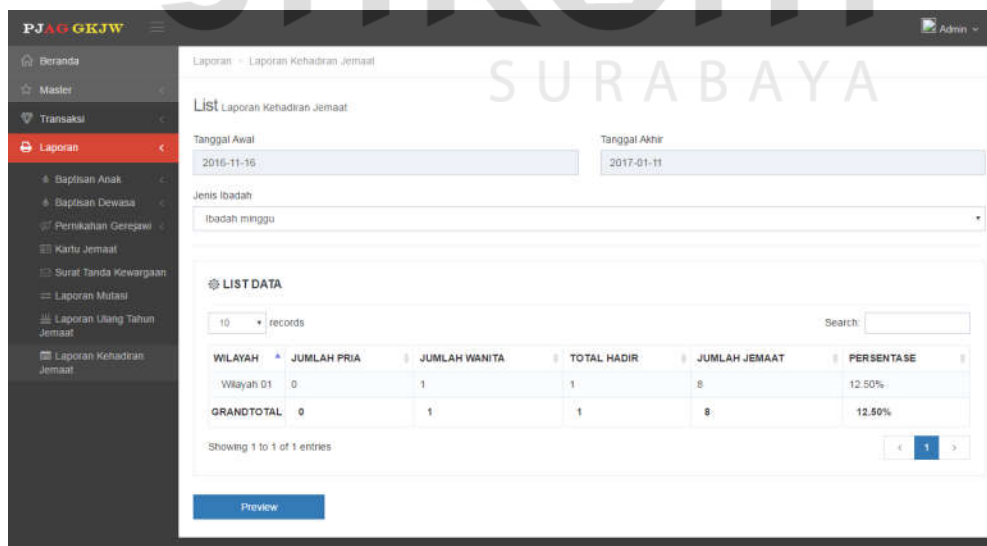 PJAG GKJW
Admin
SURABAYA
Beranda
Master
Transaksi
Laporan
Baptisan Anak
Baptisan Dewasa
Pernikahan Gerejawi
Kartu Jemaat
Surat Tanda Kewargaan
Laporan Mutasi
Laporan Ulang Tahun
Jemaat
Laporan Kehadiran
Jemaat
Laporan > Laporan Kehadiran Jemaat
List Laporan Kehadiran Jemaat
Tanggal Awal Tanggal Akhir
2016-11-16 2017-01-11
Jenis Ibadah
Ibadah minggu
LIST DATA
10 records Search:
WILAYAH JUMLAH PRIA JUMLAH WANITA TOTAL HADIR JUMLAH JEMAAT PERSENTASE
Wilayah 01 0 1 1 8 12.50%
GRANDTOTAL 0 1 1 8 12.50%
Showing 1 to 1 of 1 entries
< 1 >
Preview